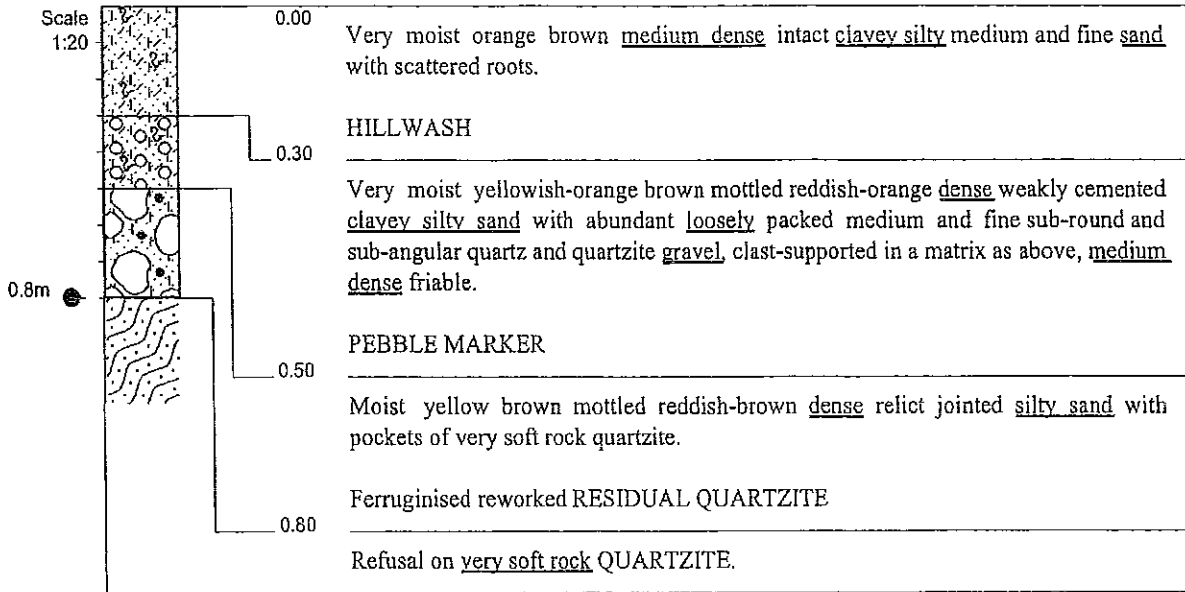 Scale
1:20
0.00
Very moist orange brown medium dense intact clayey silty medium and fine sand
with scattered roots.
HILLWASH
0.30
Very moist yellowish-orange brown mottled reddish-orange dense weakly cemented
clayey silty sand with abundant loosely packed medium and fine sub-round and
sub-angular quartz and quartzite gravel, clast-supported in a matrix as above, medium
dense friable.
0.8m
PEBBLE MARKER
0.50
Moist yellow brown mottled reddish-brown dense relict jointed silty sand with
pockets of very soft rock quartzite.
Ferruginised reworked RESIDUAL QUARTZITE
0.80
Refusal on very soft rock QUARTZITE.